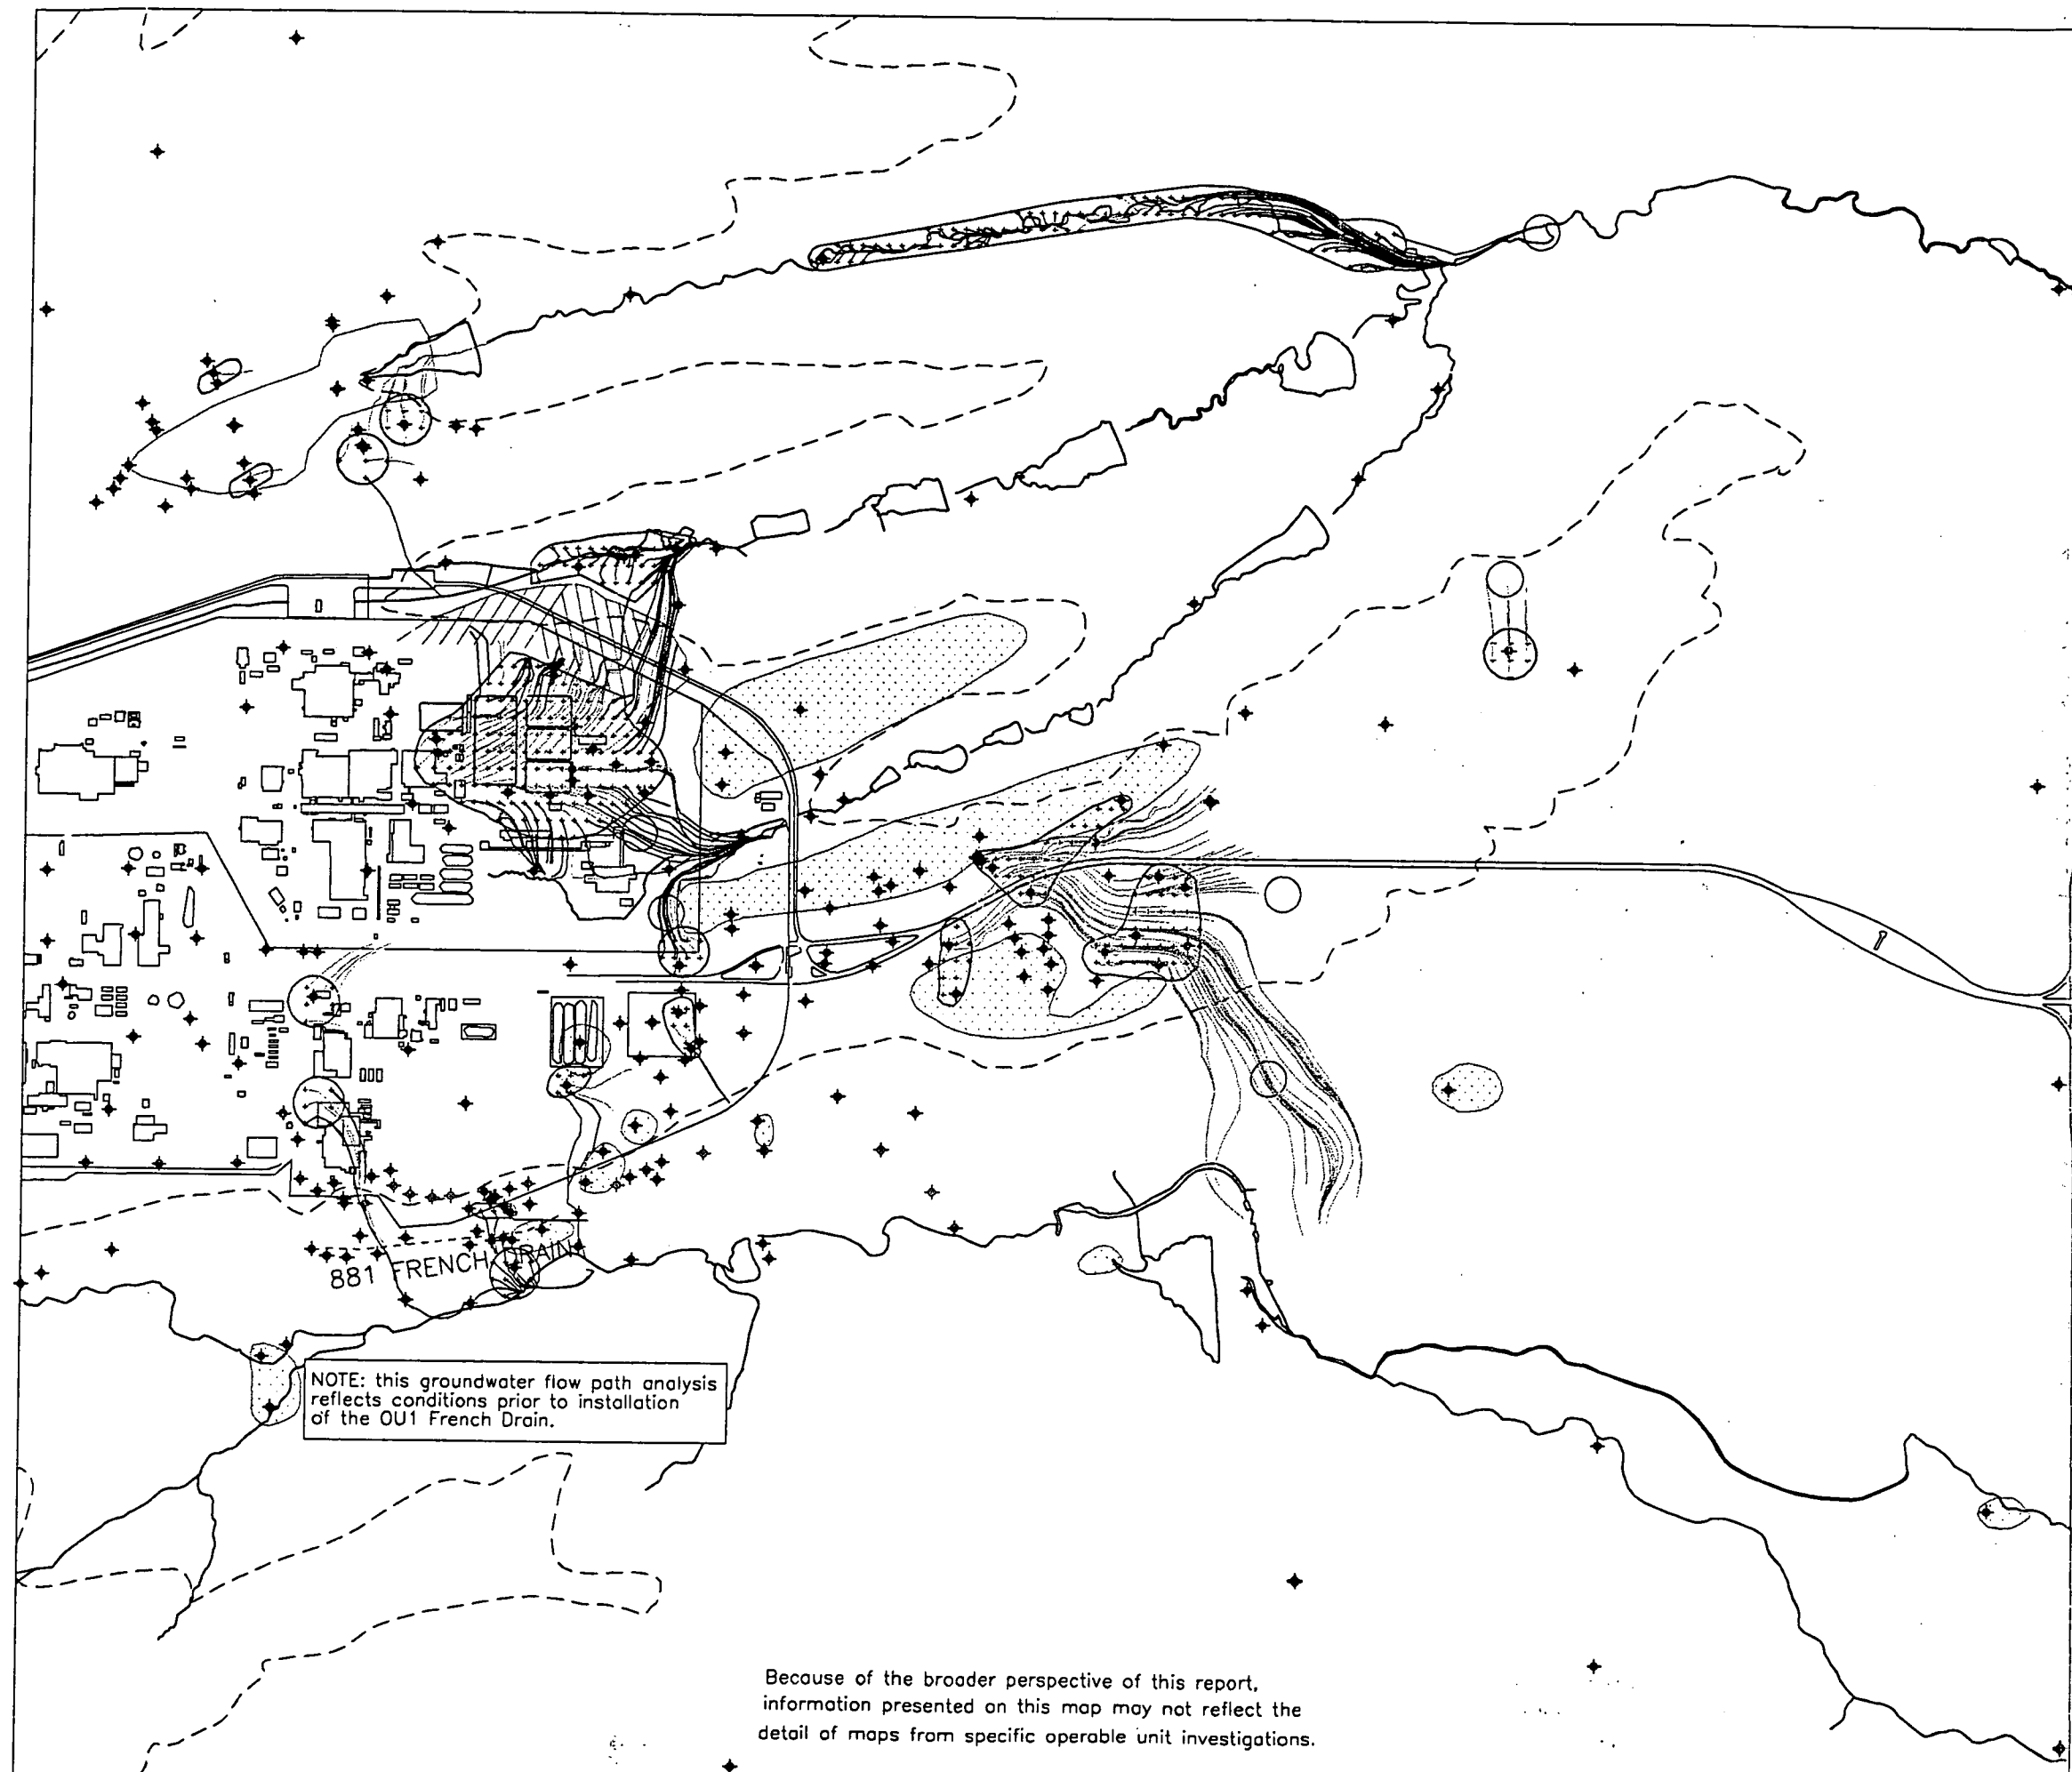 881 FRENCH DRAIN
NOTE: this groundwater flow path analysis
reflects conditions prior to installation
of the OU1 French Drain.
Because of the broader perspective of this report,
information presented on this map may not reflect the
detail of maps from specific operable unit investigations.